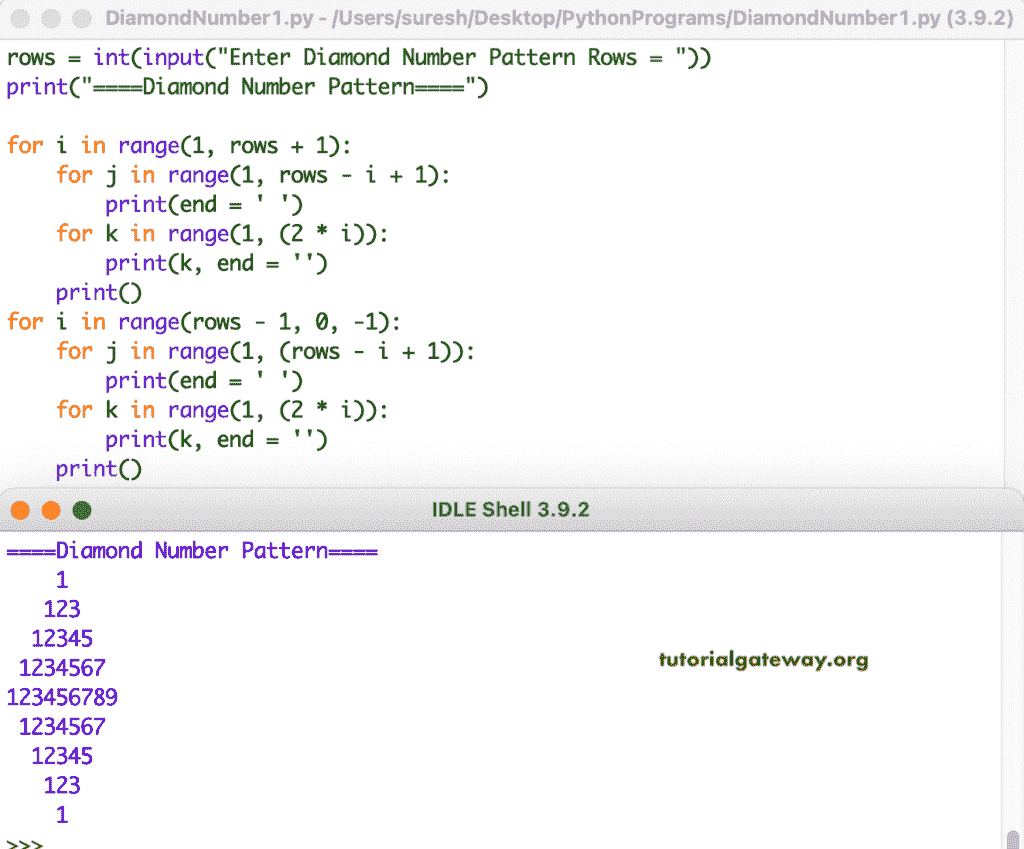 DiamondNumber1.py - /Users/suresh/Desktop/PythonPrograms/DiamondNumber1.py (3.9.2)
rows = int(input("Enter Diamond Number Pattern Rows = "))
print("====Diamond Number Pattern====")

for i in range(1, rows + 1):
    for j in range(1, rows - i + 1):
        print(end = ' ')
    for k in range(1, (2 * i)):
        print(k, end = '')
    print()
for i in range(rows - 1, 0, -1):
    for j in range(1, (rows - i + 1)):
        print(end = ' ')
    for k in range(1, (2 * i)):
        print(k, end = '')
    print()
IDLE Shell 3.9.2
====Diamond Number Pattern====
    1
   123
  12345
 1234567
tutorialgateway.org
123456789
 1234567
  12345
   123
    1
>>>